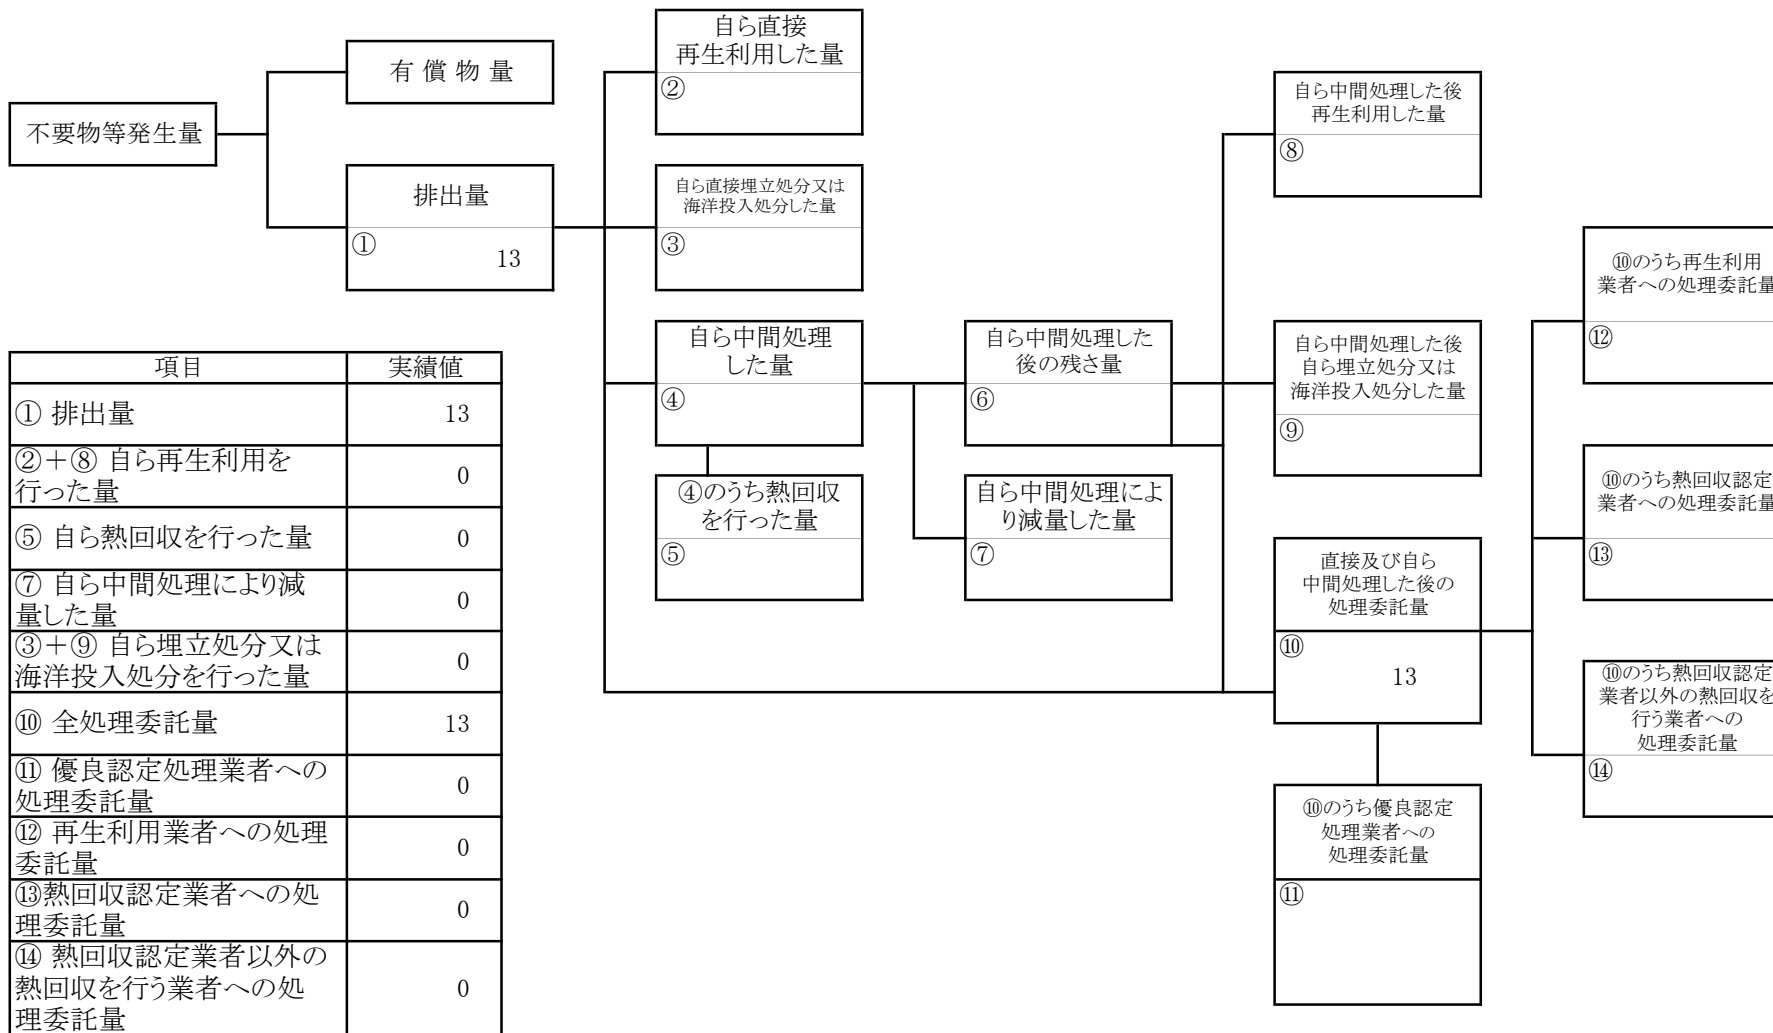 自ら直接
再生利用した量
②
有 償 物 量
不要物等発生量
排出量
①
13
自ら直接埋立処分又は
海洋投入処分した量
③
自ら中間処理した後
再生利用した量
⑧
自ら中間処理
した量
④
自ら中間処理した
後の残さ量
⑥
自ら中間処理した後
自ら埋立処分又は
海洋投入処分した量
⑨
⑩のうち再生利用
業者への処理委託量
⑫
④のうち熱回収
を行った量
⑤
自ら中間処理によ
り減量した量
⑦
直接及び自ら
中間処理した後の
処理委託量
⑩
13
⑩のうち熱回収認定
業者への処理委託量
⑬
⑩のうち熱回収認定
業者以外の熱回収を
行う業者への
処理委託量
⑭
⑩のうち優良認定
処理業者への
処理委託量
⑪
項目 実績値
① 排出量 13
②＋⑧ 自ら再生利用を
行った量 0
⑤ 自ら熱回収を行った量 0
⑦ 自ら中間処理により減
量した量 0
③＋⑨ 自ら埋立処分又は
海洋投入処分を行った量 0
⑩ 全処理委託量 13
⑪ 優良認定処理業者への
処理委託量 0
⑫ 再生利用業者への処理
委託量 0
⑬熱回収認定業者への処
理委託量 0
⑭ 熱回収認定業者以外の
熱回収を行う業者への処
理委託量 0